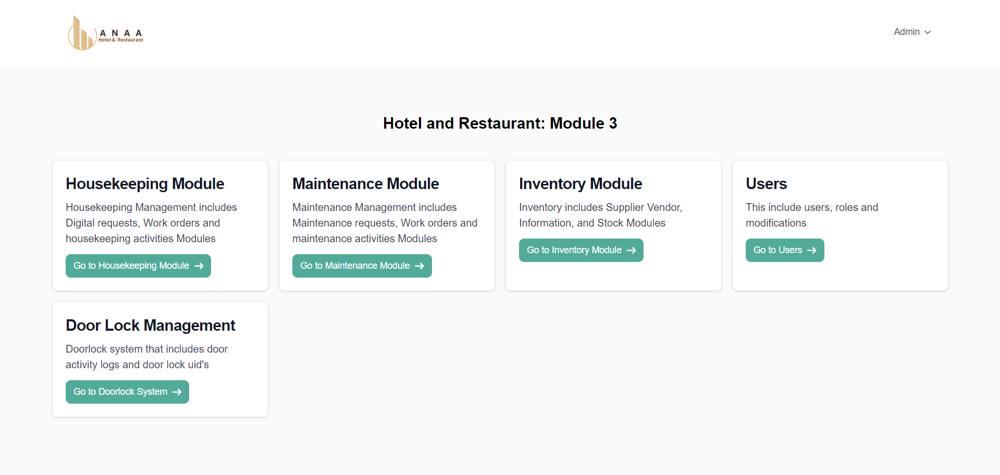 ANAA
Hotel & Restaurant
Admin
Hotel and Restaurant: Module 3
Housekeeping Module
Housekeeping Management includes
Digital requests, Work orders and
housekeeping activities Modules
Go to Housekeeping Module →
Maintenance Module
Maintenance Management includes
Maintenance requests, Work orders and
maintenance activities Modules
Go to Maintenance Module →
Inventory Module
Inventory includes Supplier Vendor,
Information, and Stock Modules
Go to Inventory Module →
Users
This include users, roles and
modifications
Go to Users →
Door Lock Management
Doorlock system that includes door
activity logs and door lock uid's
Go to Doorlock System →